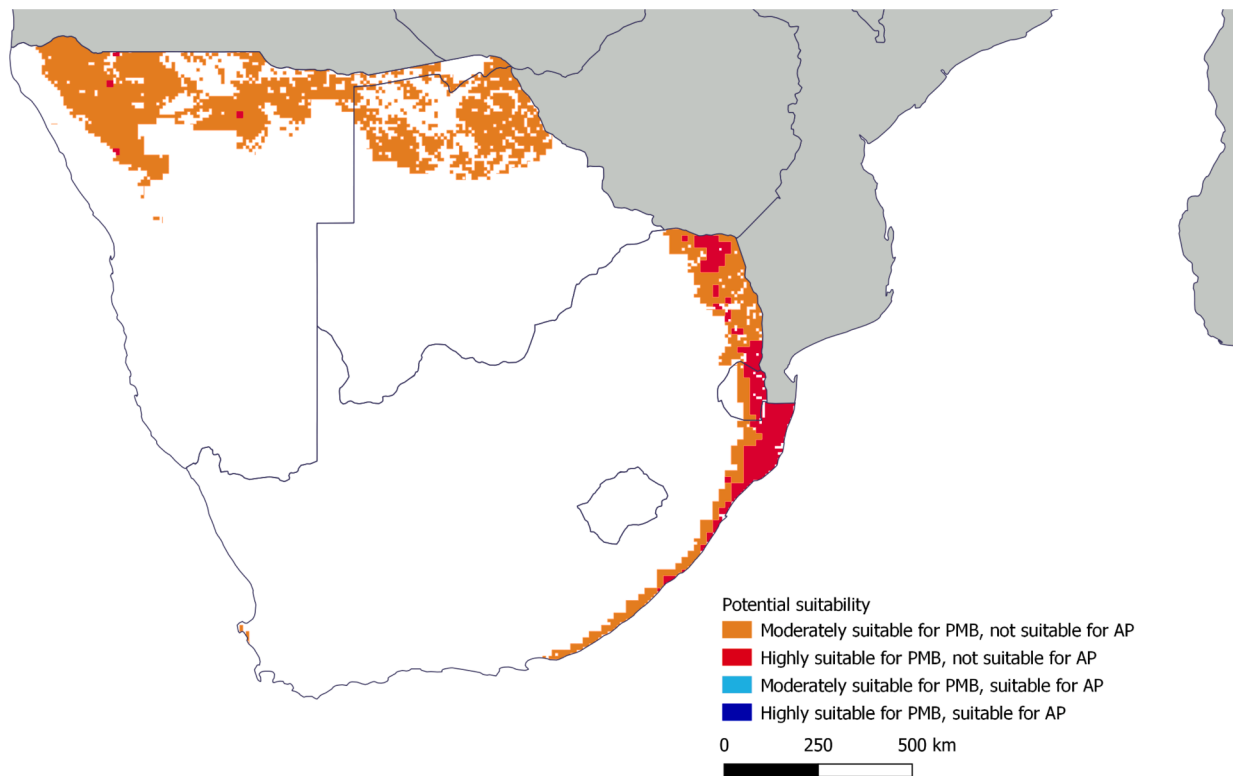 Potential suitability
Moderately suitable for PMB, not suitable for AP
Highly suitable for PMB, not suitable for AP
Moderately suitable for PMB, suitable for AP
Highly suitable for PMB, suitable for AP
0 250 500 km